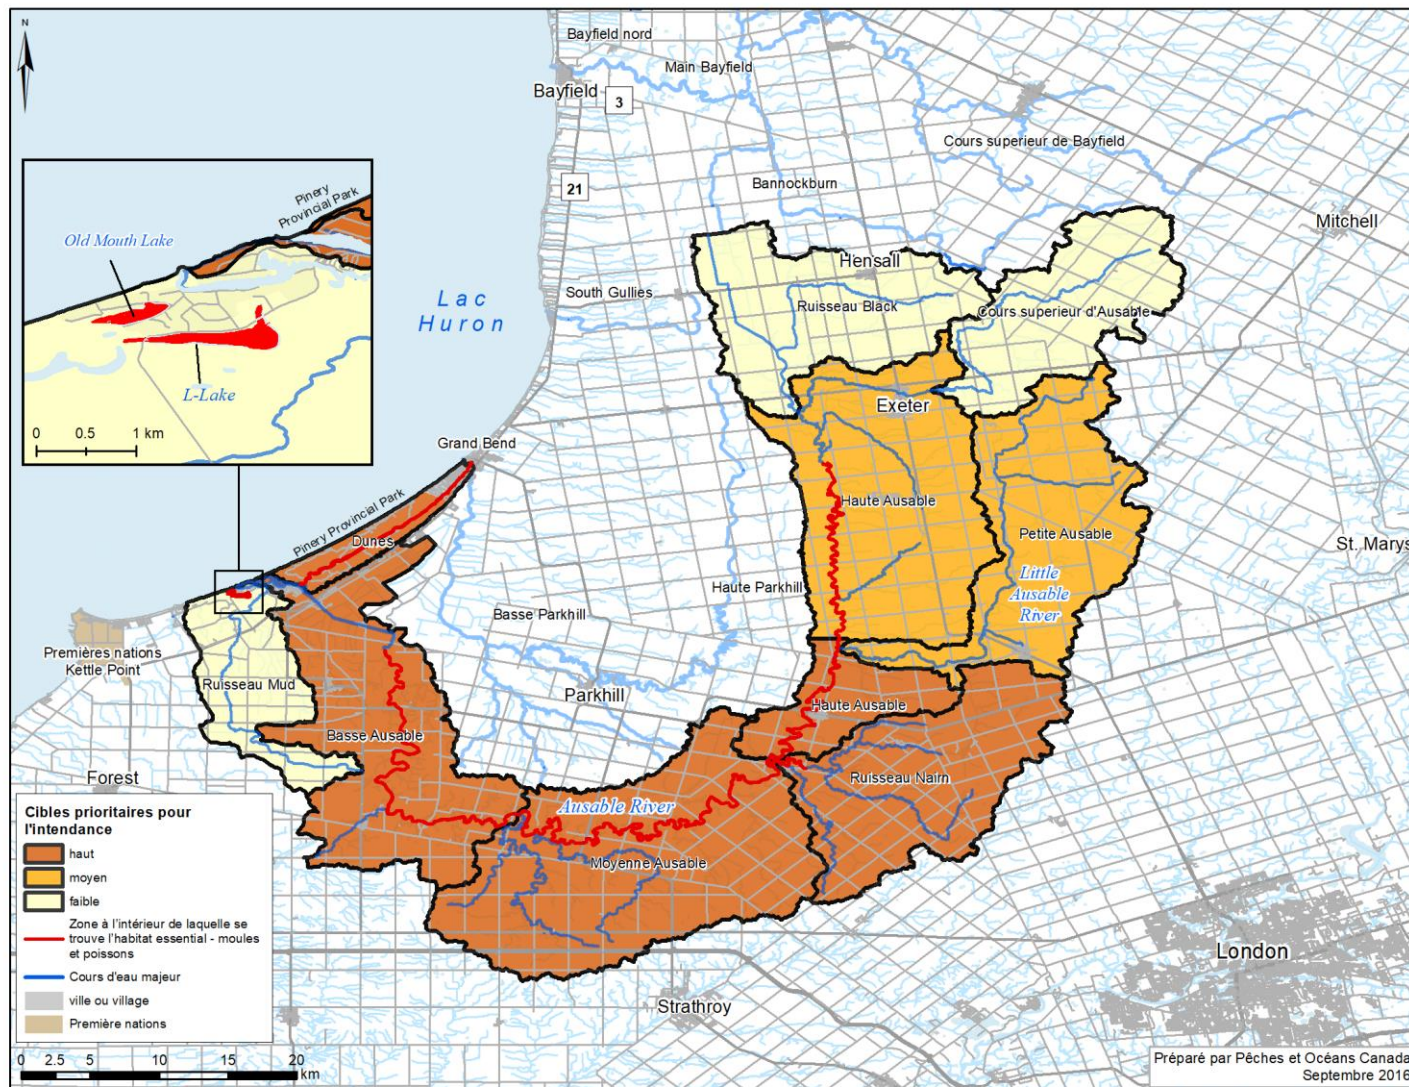 N
Bayfield nord
Main Bayfield
Bayfield
3
Cours superieur de Bayfield
21
Bannockburn
Mitchell
Pinery
Provincial Park
Old Mouth Lake
L-Lake
0 0.5 1 km
Lac
Huron
South Gullies
Hensall
Ruisseau Black
Cours superieur d'Ausable
Exeter
Grand Bend
Pinery Provincial Park
Dunes
Haute Ausable
Petite Ausable
St. Marys
Little
Ausable
River
Haute Parkhill
Basse Parkhill
Premières nations
Kettle Point
Ruisseau Mud
Parkhill
Haute Ausable
Basse Ausable
Ruisseau Nairn
Forest
Ausable River
Moyenne Ausable
London
Strathroy
Cibles prioritaires pour
l'intendance
haut
moyen
faible
Zone à l'intérieur de laquelle se
trouve l'habitat essential - moules
et poissons
Cours d'eau majeur
ville ou village
Première nations
0 2.5 5 10 15 20
km
Préparé par Pêches et Océans Canada
Septembre 2016